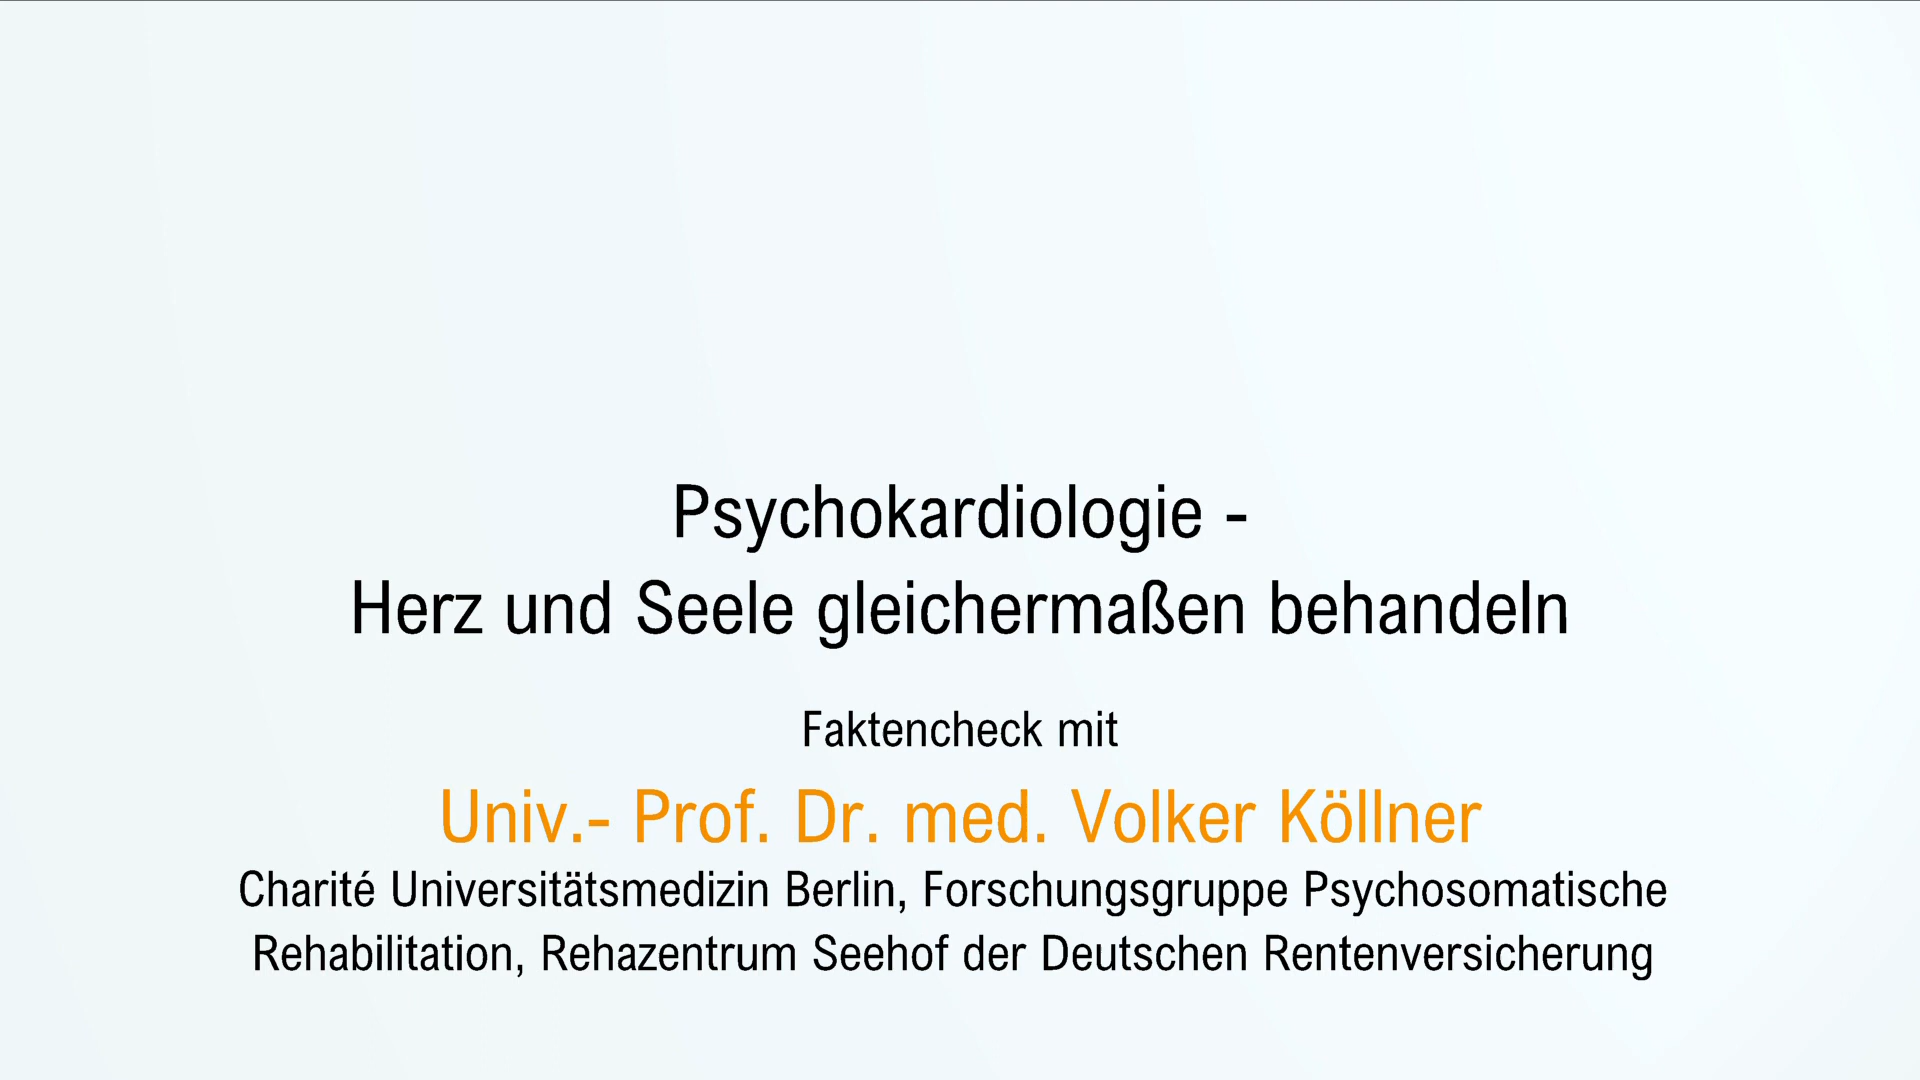 Psychokardiologie -
Herz und Seele gleichermaßen behandeln
Faktencheck mit
Univ.- Prof. Dr. med. Volker Köllner
Charité Universitätsmedizin Berlin, Forschungsgruppe Psychosomatische
Rehabilitation, Rehazentrum Seehof der Deutschen Rentenversicherung